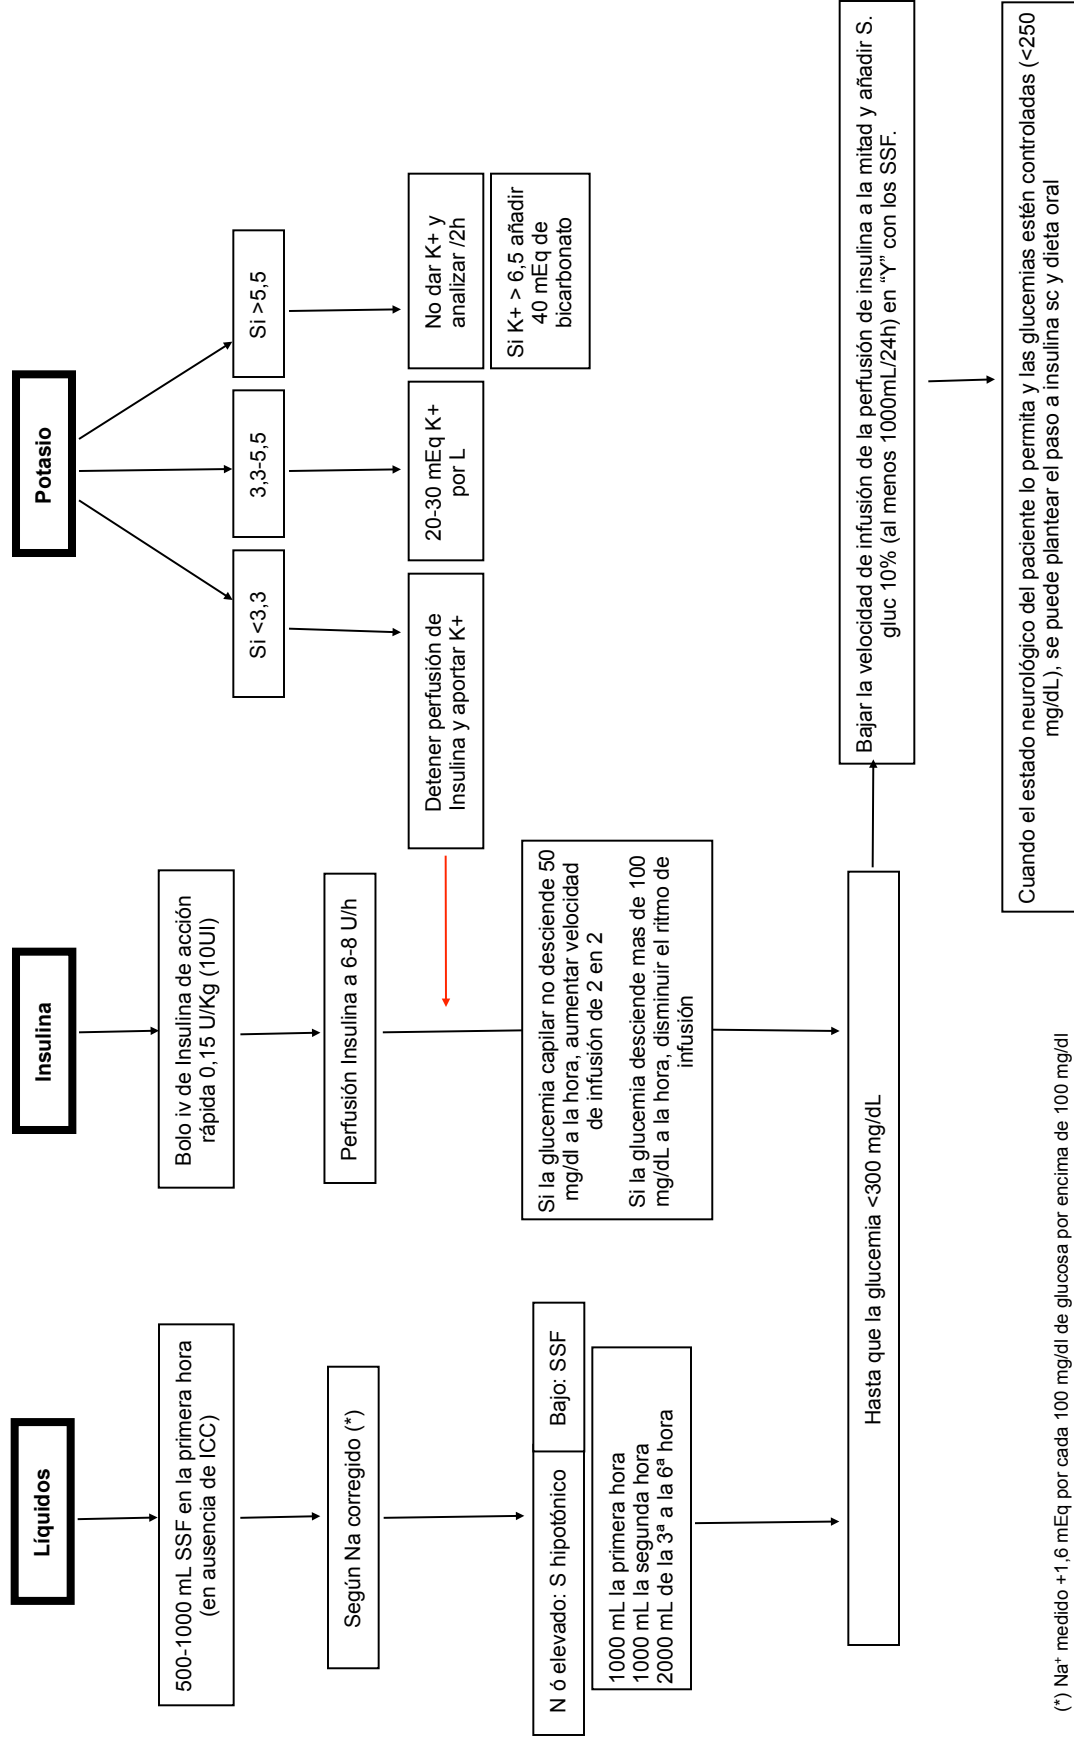 Líquidos
500-1000 mL SSF en la primera hora
(en ausencia de ICC)
Según Na corregido (*)
N ó elevado: S hipotónico
Bajo: SSF
1000 mL la primera hora
1000 mL la segunda hora
2000 mL de la 3ª a la 6ª hora
Insulina
Bolo iv de Insulina de acción
rápida 0,15 U/Kg (10UI)
Perfusión Insulina a 6-8 U/h
Si la glucemia capilar no desciende 50
mg/dl a la hora, aumentar velocidad
de infusión de 2 en 2
Si la glucemia desciende mas de 100
mg/dL a la hora, disminuir el ritmo de
infusión
Potasio
Si <3,3
3,3-5,5
Si >5,5
Detener perfusión de
Insulina y aportar K+
20-30 mEq K+
por L
No dar K+ y
analizar /2h
Si K+ > 6,5 añadir
40 mEq de
bicarbonato
Hasta que la glucemia <300 mg/dL
Bajar la velocidad de infusión de la perfusión de insulina a la mitad y añadir S.
gluc 10% (al menos 1000mL/24h) en “Y” con los SSF.
Cuando el estado neurológico del paciente lo permita y las glucemias estén controladas (<250
mg/dL), se puede plantear el paso a insulina sc y dieta oral
(*) Na⁺ medido +1,6 mEq por cada 100 mg/dl de glucosa por encima de 100 mg/dl